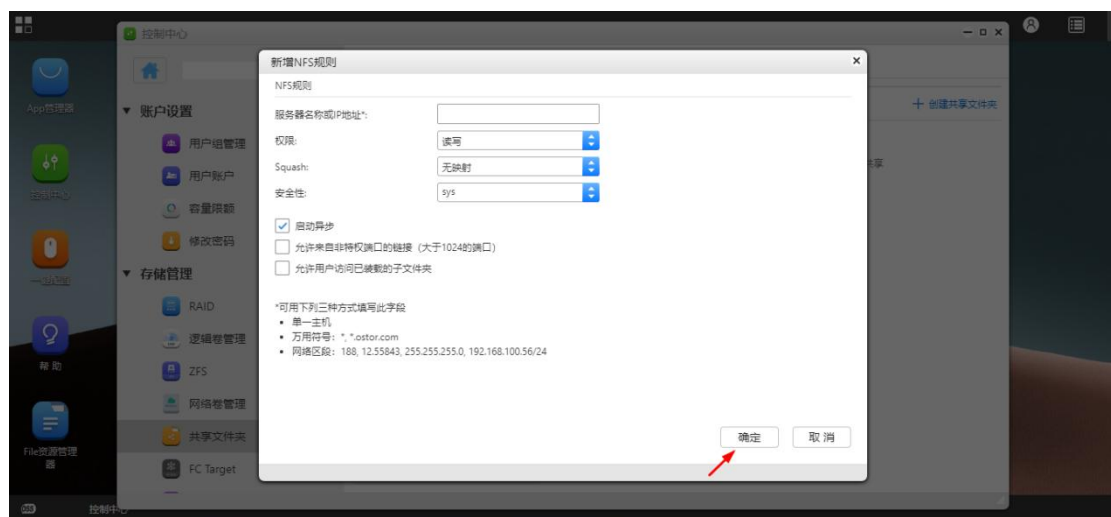 控制中心
新增NFS规则
NFS规则
App管理器
账户设置
创建共享文件夹
服务器名称或IP地址*:
用户组管理
权限:
读写
Squash:
无映射
用户账户
共享
安全性:
sys
控制中心
容量限额
启动异步
修改密码
允许来自非特权端口的链接（大于1024的端口）
允许用户访问已装载的子文件夹
存储管理
RAID
*可用下列三种方式填写此字段
单一主机
逻辑卷管理
万用符号：*, *.ostor.com
网络区段：188, 12.55843, 255.255.255.0, 192.168.100.56/24
帮 助
ZFS
网络卷管理
共享文件夹
确定
取 消
File资源管理器
FC Target
控制中心